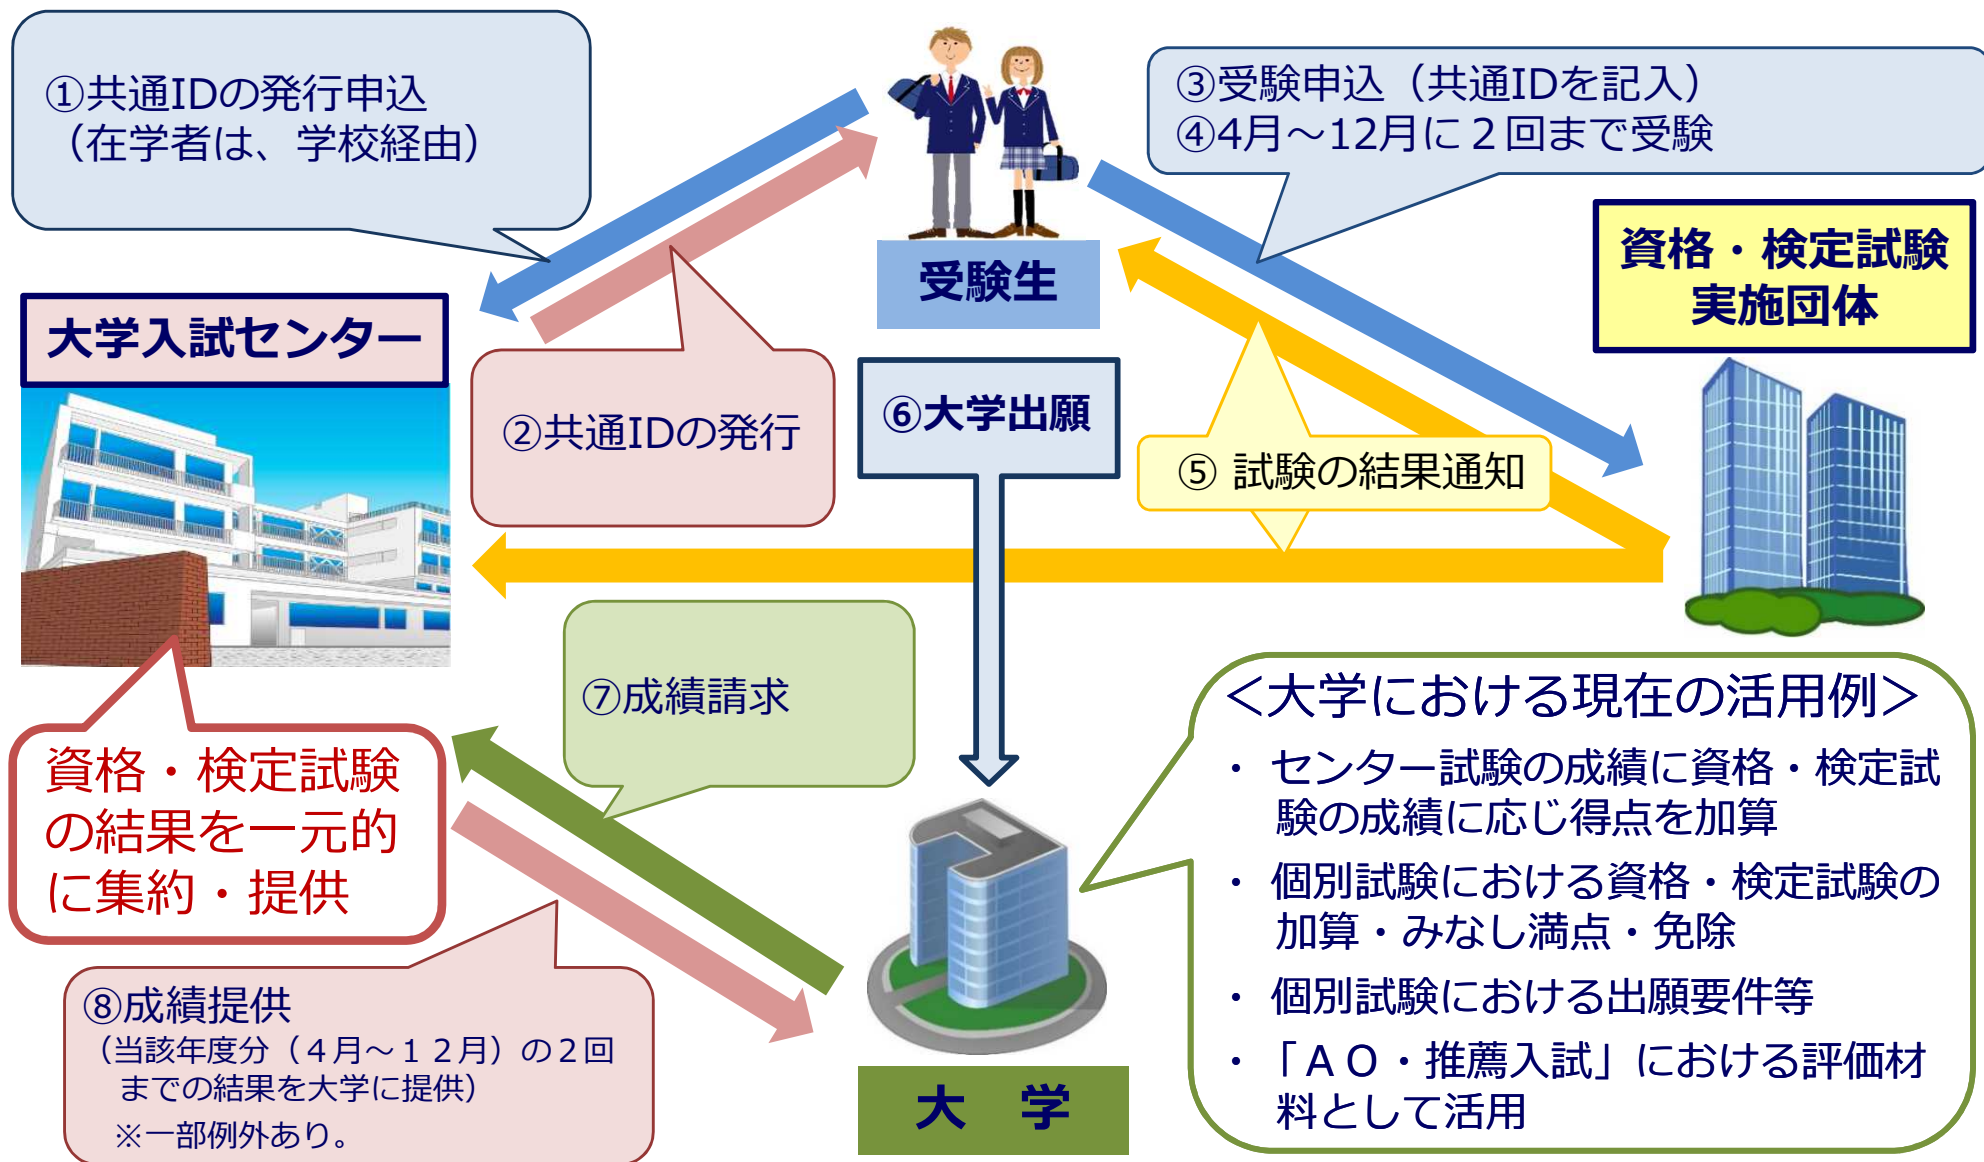 ①共通IDの発行申込
（在学者は、学校経由）
③受験申込（共通IDを記入）
④4月～12月に２回まで受験
受験生
資格・検定試験
実施団体
大学入試センター
②共通IDの発行
⑥大学出願
⑤ 試験の結果通知
⑦成績請求
資格・検定試験
の結果を一元的
に集約・提供
⑧成績提供
（当該年度分（４月～１２月）の２回
までの結果を大学に提供）
※一部例外あり。
大　学
＜大学における現在の活用例＞
・ センター試験の成績に資格・検定試
験の成績に応じ得点を加算
・ 個別試験における資格・検定試験の
加算・みなし満点・免除
・ 個別試験における出願要件等
・ 「ＡＯ・推薦入試」における評価材
料として活用